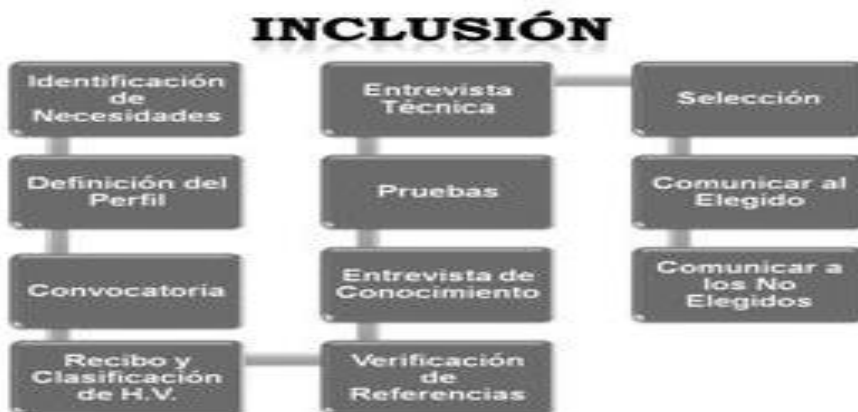 INCLUSIÓN
Identificación
de
Necesidades
Definición del
Perfil
Convocatoria
Recibo y
Clasificación
de H.V.
Verificación
de
Referencias
Entrevista de
Conocimiento
Pruebas
Entrevista
Técnica
Selección
Comunicar al
Elegido
Comunicar a
los No
Elegidos